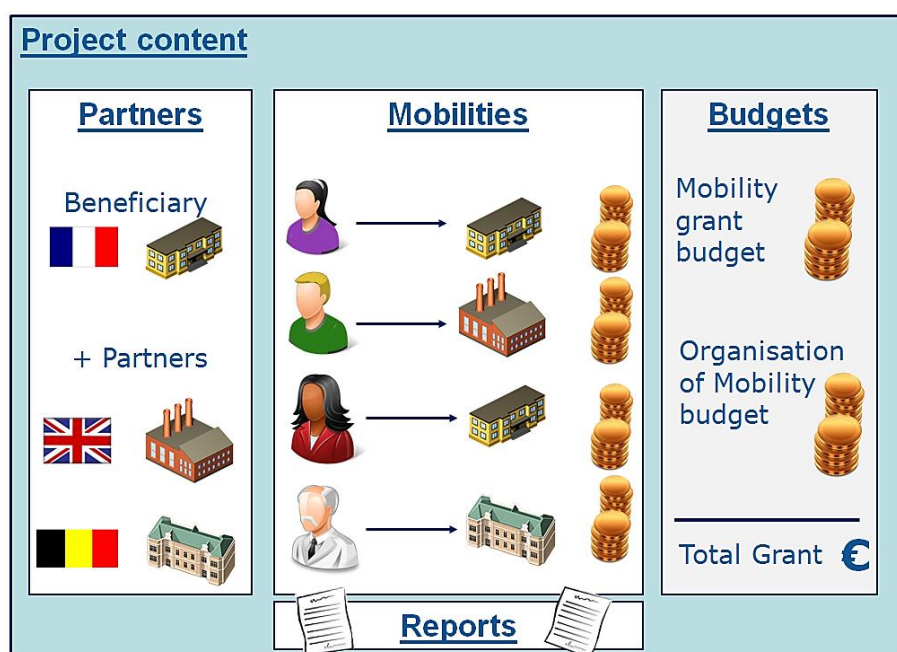 Project content
Partners
Beneficiary
+ Partners
Mobilities
Reports
Budgets
Mobility
grant
budget
Organisation
of Mobility
budget
Total Grant €